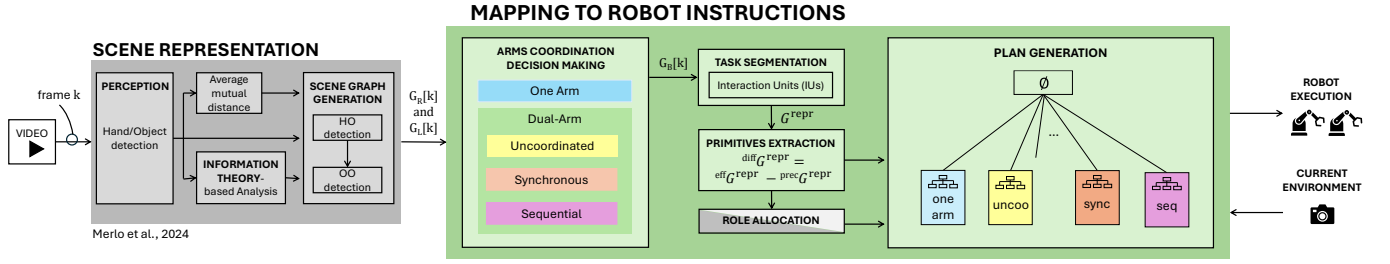 MAPPING TO ROBOT INSTRUCTIONS
SCENE REPRESENTATION
frame k
VIDEO
PERCEPTION
Hand/Object
detection
Average
mutual
distance
INFORMATION
THEORY-
based Analysis
SCENE GRAPH
GENERATION
HO
detection
OO
detection
Merlo et al., 2024
G_R[k]
and
G_L[k]
ARMS COORDINATION
DECISION MAKING
One Arm
Dual-Arm
Uncoordinated
Synchronous
Sequential
G_B[k]
TASK SEGMENTATION
Interaction Units (IUs)
G^repr
PRIMITIVES EXTRACTION
^diff G^repr =
^eff G^repr − ^prec G^repr
ROLE ALLOCATION
PLAN GENERATION
Ø
...
one
arm
uncoo
sync
seq
ROBOT
EXECUTION
CURRENT
ENVIRONMENT